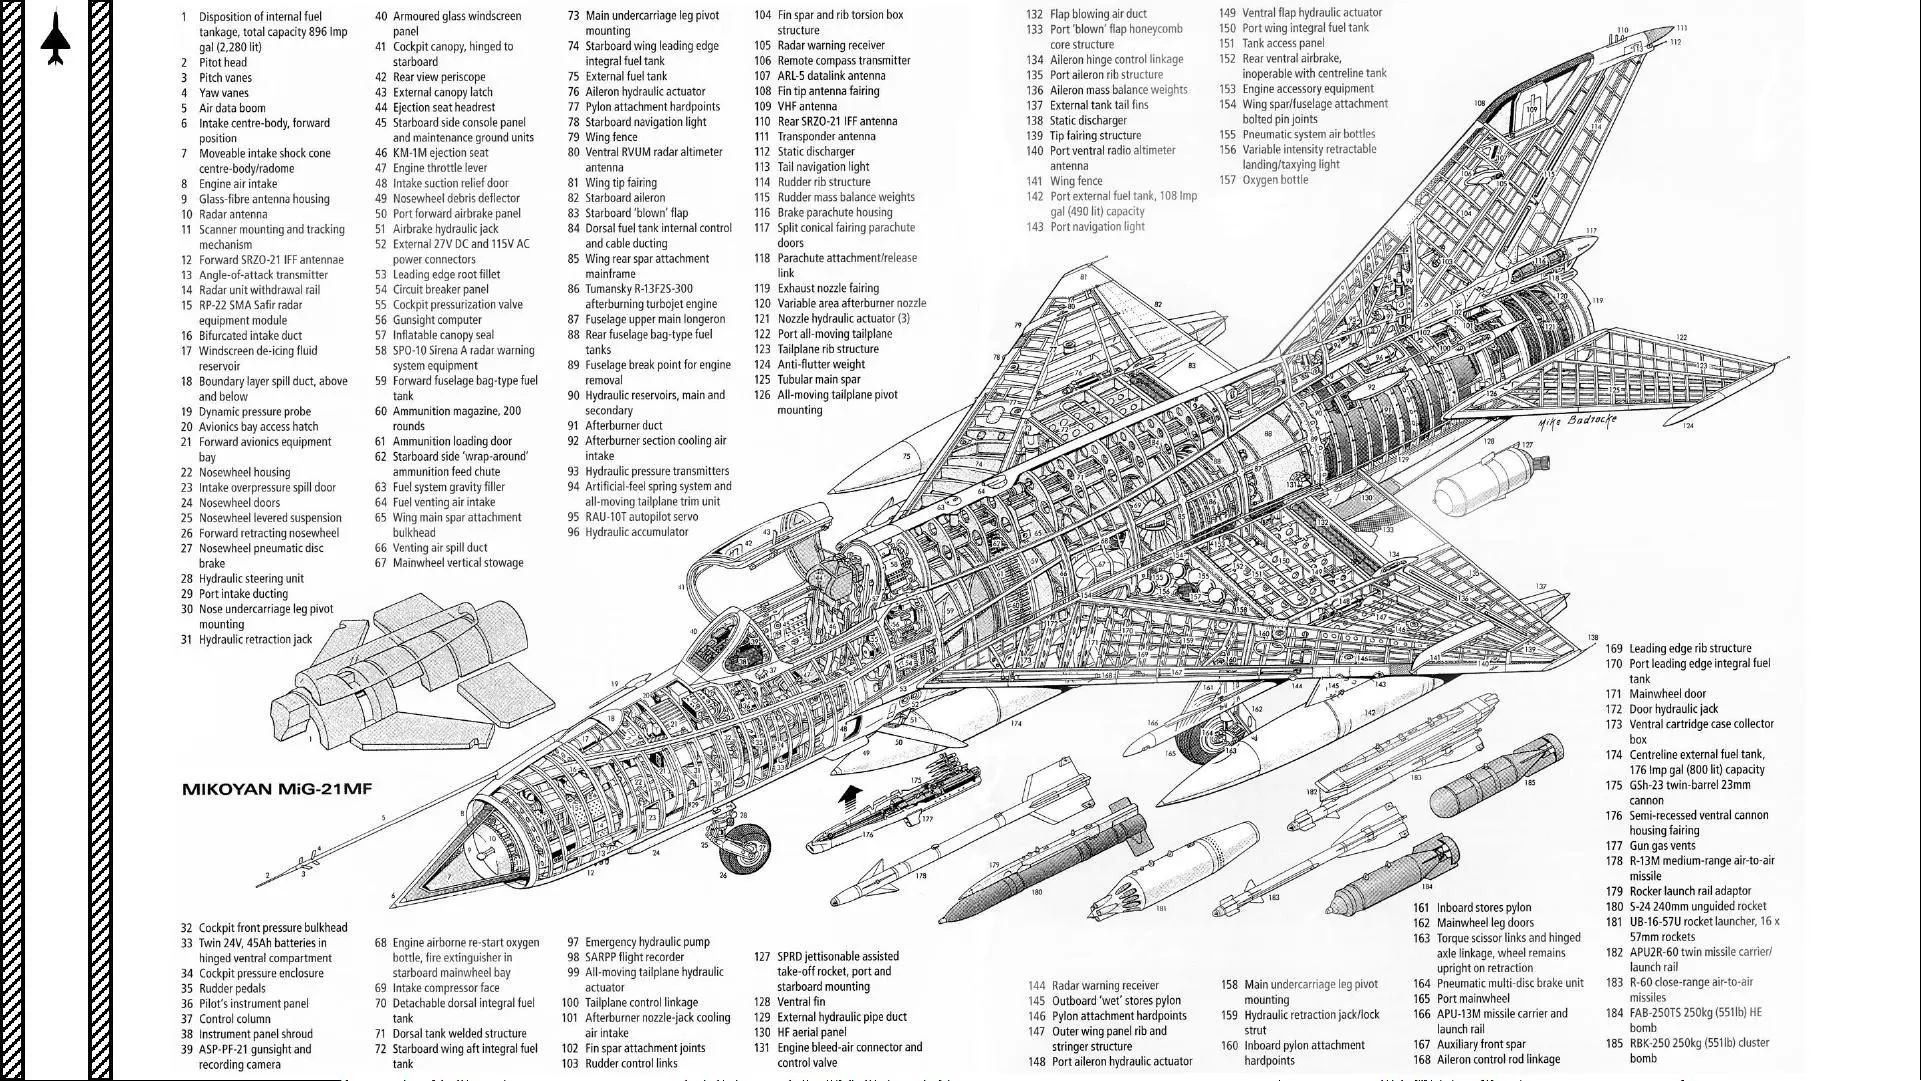 1 Disposition of internal fuel
tankage, total capacity 896 Imp
gal (2,280 lit)
2 Pitot head
3 Pitch vanes
4 Yaw vanes
5 Air data boom
6 Intake centre-body, forward
position
7 Moveable intake shock cone
centre-body/radome
8 Engine air intake
9 Glass-fibre antenna housing
10 Radar antenna
11 Scanner mounting and tracking
mechanism
12 Forward SRZO-21 IFF antennae
13 Angle-of-attack transmitter
14 Radar unit withdrawal rail
15 RP-22 SMA Safir radar
equipment module
16 Bifurcated intake duct
17 Windscreen de-icing fluid
reservoir
18 Boundary layer spill duct, above
and below
19 Dynamic pressure probe
20 Avionics bay access hatch
21 Forward avionics equipment
bay
22 Nosewheel housing
23 Intake overpressure spill door
24 Nosewheel doors
25 Nosewheel levered suspension
26 Forward retracting nosewheel
27 Nosewheel pneumatic disc
brake
28 Hydraulic steering unit
29 Port intake ducting
30 Nose undercarriage leg pivot
mounting
31 Hydraulic retraction jack
MIKOYAN MiG-21MF
32 Cockpit front pressure bulkhead
33 Twin 24V, 45Ah batteries in
hinged ventral compartment
34 Cockpit pressure enclosure
35 Rudder pedals
36 Pilot's instrument panel
37 Control column
38 Instrument panel shroud
39 ASP-PF-21 gunsight and
recording camera
40 Armoured glass windscreen
panel
41 Cockpit canopy, hinged to
starboard
42 Rear view periscope
43 External canopy latch
44 Ejection seat headrest
45 Starboard side console panel
and maintenance ground units
46 KM-1M ejection seat
47 Engine throttle lever
48 Intake suction relief door
49 Nosewheel debris deflector
50 Port forward airbrake panel
51 Airbrake hydraulic jack
52 External 27V DC and 115V AC
power connectors
53 Leading edge root fillet
54 Circuit breaker panel
55 Cockpit pressurization valve
56 Gunsight computer
57 Inflatable canopy seal
58 SPO-10 Sirena A radar warning
system equipment
59 Forward fuselage bag-type fuel
tank
60 Ammunition magazine, 200
rounds
61 Ammunition loading door
62 Starboard side 'wrap-around'
ammunition feed chute
63 Fuel system gravity filler
64 Fuel venting air intake
65 Wing main spar attachment
bulkhead
66 Venting air spill duct
67 Mainwheel vertical stowage
68 Engine airborne re-start oxygen
bottle, fire extinguisher in
starboard mainwheel bay
69 Intake compressor face
70 Detachable dorsal integral fuel
tank
71 Dorsal tank welded structure
72 Starboard wing aft integral fuel
tank
73 Main undercarriage leg pivot
mounting
74 Starboard wing leading edge
integral fuel tank
75 External fuel tank
76 Aileron hydraulic actuator
77 Pylon attachment hardpoints
78 Starboard navigation light
79 Wing fence
80 Ventral RVUM radar altimeter
antenna
81 Wing tip fairing
82 Starboard aileron
83 Starboard 'blown' flap
84 Dorsal fuel tank internal control
and cable ducting
85 Wing rear spar attachment
mainframe
86 Tumansky R-13F2S-300
afterburning turbojet engine
87 Fuselage upper main longeron
88 Rear fuselage bag-type fuel
tanks
89 Fuselage break point for engine
removal
90 Hydraulic reservoirs, main and
secondary
91 Afterburner duct
92 Afterburner section cooling air
intake
93 Hydraulic pressure transmitters
94 Artificial-feel spring system and
all-moving tailplane trim unit
95 RAU-10T autopilot servo
96 Hydraulic accumulator
97 Emergency hydraulic pump
98 SARPP flight recorder
99 All-moving tailplane hydraulic
actuator
100 Tailplane control linkage
101 Afterburner nozzle-jack cooling
air intake
102 Fin spar attachment joints
103 Rudder control links
104 Fin spar and rib torsion box
structure
105 Radar warning receiver
106 Remote compass transmitter
107 ARL-5 datalink antenna
108 Fin tip antenna fairing
109 VHF antenna
110 Rear SRZO-21 IFF antenna
111 Transponder antenna
112 Static discharger
113 Tail navigation light
114 Rudder rib structure
115 Rudder mass balance weights
116 Brake parachute housing
117 Split conical fairing parachute
doors
118 Parachute attachment/release
link
119 Exhaust nozzle fairing
120 Variable area afterburner nozzle
121 Nozzle hydraulic actuator (3)
122 Port all-moving tailplane
123 Tailplane rib structure
124 Anti-flutter weight
125 Tubular main spar
126 All-moving tailplane pivot
mounting
127 SPRD jettisonable assisted
take-off rocket, port and
starboard mounting
128 Ventral fin
129 External hydraulic pipe duct
130 HF aerial panel
131 Engine bleed-air connector and
control valve
132 Flap blowing air duct
133 Port 'blown' flap honeycomb
core structure
134 Aileron hinge control linkage
135 Port aileron rib structure
136 Aileron mass balance weights
137 External tank tail fins
138 Static discharger
139 Tip fairing structure
140 Port ventral radio altimeter
antenna
141 Wing fence
142 Port external fuel tank, 108 Imp
gal (490 lit) capacity
143 Port navigation light
144 Radar warning receiver
145 Outboard 'wet' stores pylon
146 Pylon attachment hardpoints
147 Outer wing panel rib and
stringer structure
148 Port aileron hydraulic actuator
149 Ventral flap hydraulic actuator
150 Port wing integral fuel tank
151 Tank access panel
152 Rear ventral airbrake,
inoperable with centreline tank
153 Engine accessory equipment
154 Wing spar/fuselage attachment
bolted pin joints
155 Pneumatic system air bottles
156 Variable intensity retractable
landing/taxying light
157 Oxygen bottle
158 Main undercarriage leg pivot
mounting
159 Hydraulic retraction jack/lock
strut
160 Inboard pylon attachment
hardpoints
161 Inboard stores pylon
162 Mainwheel leg doors
163 Torque scissor links and hinged
axle linkage, wheel remains
upright on retraction
164 Pneumatic multi-disc brake unit
165 Port mainwheel
166 APU-13M missile carrier and
launch rail
167 Auxiliary front spar
168 Aileron control rod linkage
169 Leading edge rib structure
170 Port leading edge integral fuel
tank
171 Mainwheel door
172 Door hydraulic jack
173 Ventral cartridge case collector
box
174 Centreline external fuel tank,
176 Imp gal (800 lit) capacity
175 GSh-23 twin-barrel 23mm
cannon
176 Semi-recessed ventral cannon
housing fairing
177 Gun gas vents
178 R-13M medium-range air-to-air
missile
179 Rocker launch rail adaptor
180 S-24 240mm unguided rocket
181 UB-16-57U rocket launcher, 16 x
57mm rockets
182 APU2R-60 twin missile carrier/
launch rail
183 R-60 close-range air-to-air
missiles
184 FAB-250TS 250kg (551lb) HE
bomb
185 RBK-250 250kg (551lb) cluster
bomb
Mike Badrocke